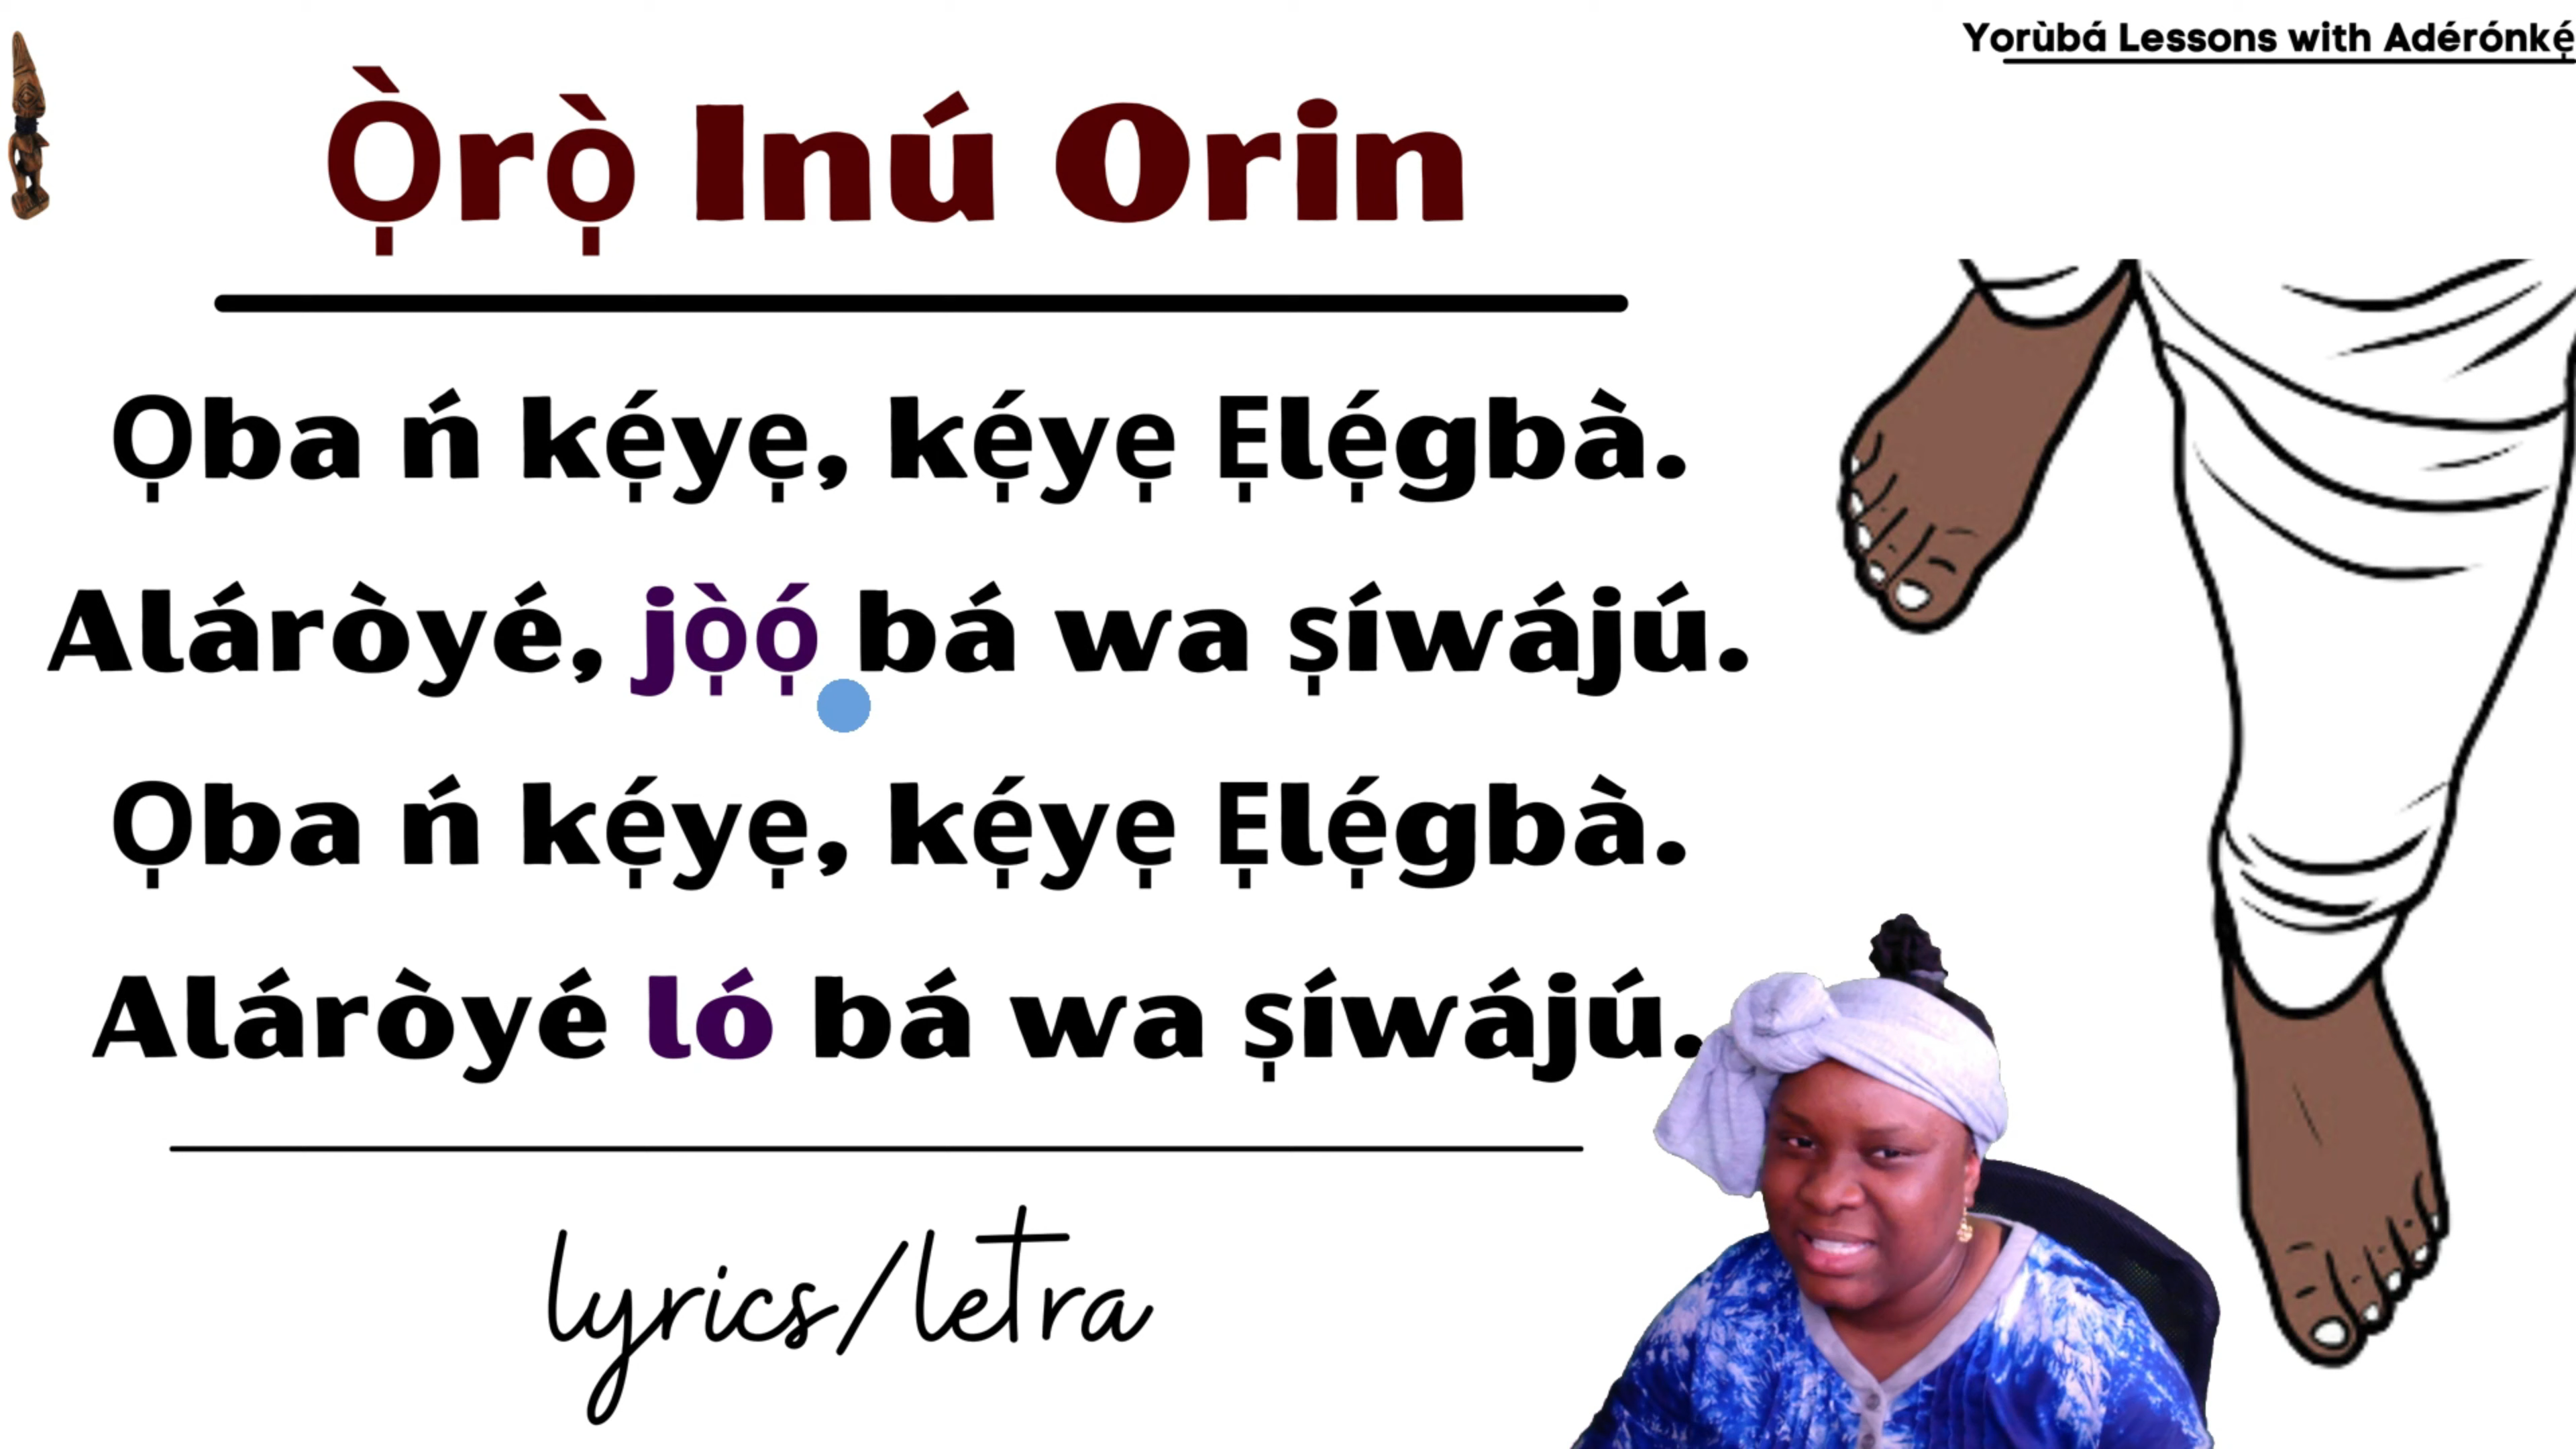 Yorùbá Lessons with Adérónkẹ́
Ọ̀rọ̀ Inú Orin
Ọba ń kẹ́yẹ, kẹ́yẹ Ẹlẹ́gbà.
Aláròyé, jọ̀ọ́ bá wa ṣíwájú.
Ọba ń kẹ́yẹ, kẹ́yẹ Ẹlẹ́gbà.
Aláròyé ló bá wa ṣíwájú.
lyrics/letra